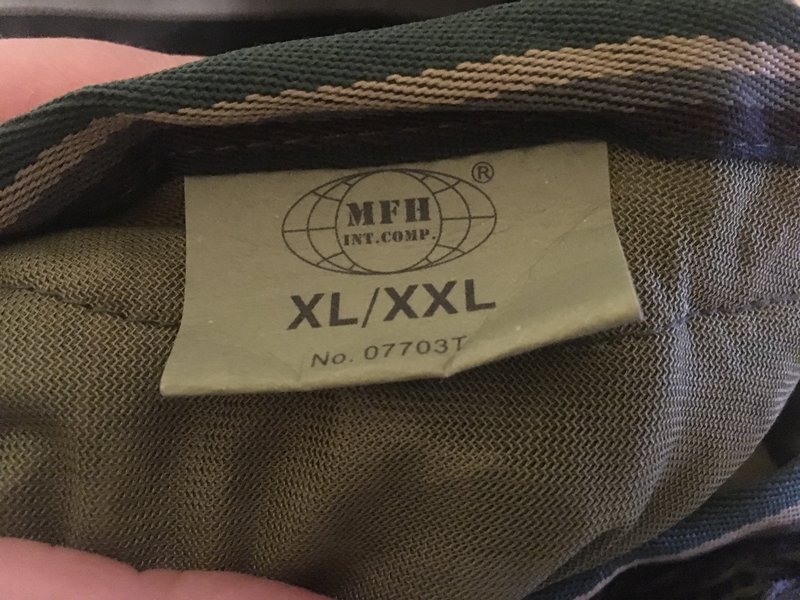 ®
MFH
INT.COMP.
XL/XXL
No. 07703T